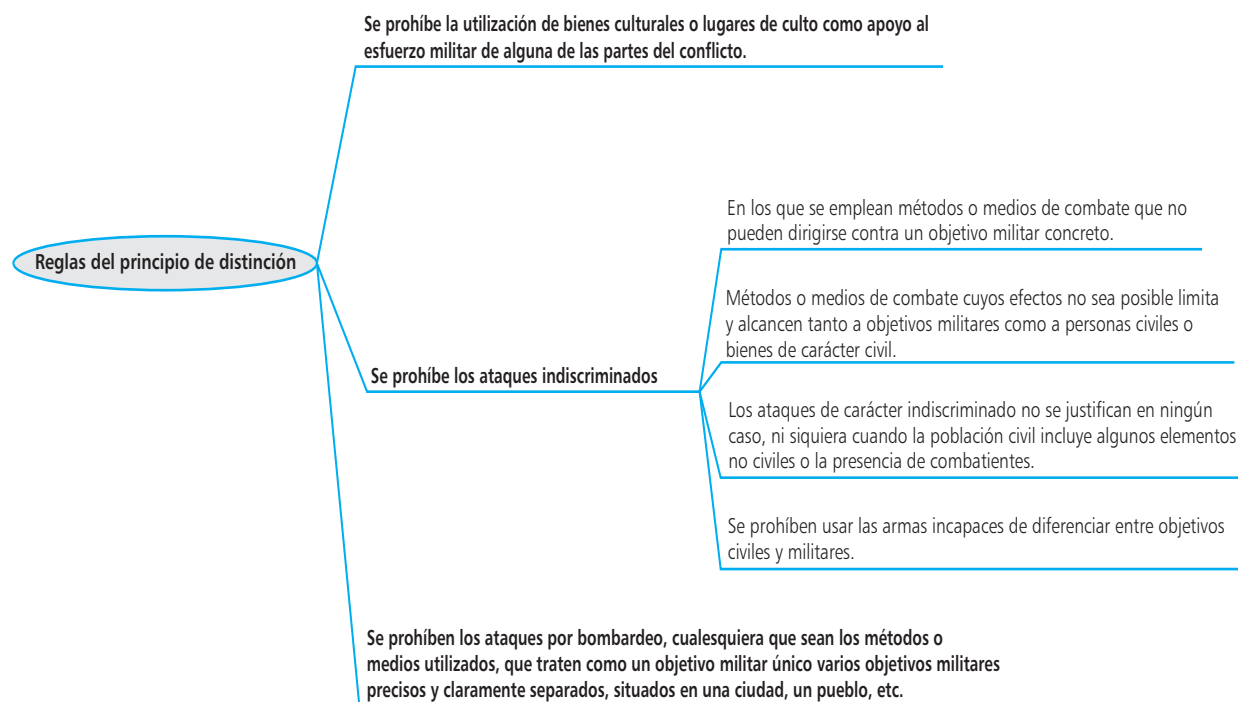 Se prohíbe la utilización de bienes culturales o lugares de culto como apoyo al
esfuerzo militar de alguna de las partes del conflicto.
Reglas del principio de distinción
Se prohíbe los ataques indiscriminados
En los que se emplean métodos o medios de combate que no
pueden dirigirse contra un objetivo militar concreto.
Métodos o medios de combate cuyos efectos no sea posible limita
y alcancen tanto a objetivos militares como a personas civiles o
bienes de carácter civil.
Los ataques de carácter indiscriminado no se justifican en ningún
caso, ni siquiera cuando la población civil incluye algunos elementos
no civiles o la presencia de combatientes.
Se prohíben usar las armas incapaces de diferenciar entre objetivos
civiles y militares.
Se prohíben los ataques por bombardeo, cualesquiera que sean los métodos o
medios utilizados, que traten como un objetivo militar único varios objetivos militares
precisos y claramente separados, situados en una ciudad, un pueblo, etc.